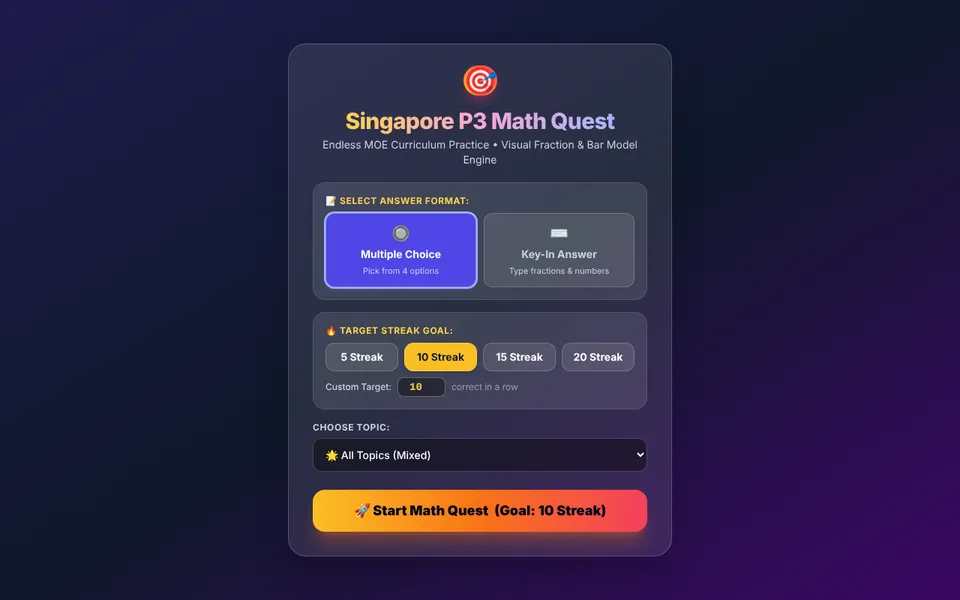 Singapore P3 Math Quest
Endless MOE Curriculum Practice • Visual Fraction & Bar Model
Engine
📝 SELECT ANSWER FORMAT:
Multiple Choice
Pick from 4 options
Key-In Answer
Type fractions & numbers
🔥 TARGET STREAK GOAL:
5 Streak
10 Streak
15 Streak
20 Streak
Custom Target: 10 correct in a row
CHOOSE TOPIC:
🌟 All Topics (Mixed)
🚀 Start Math Quest (Goal: 10 Streak)